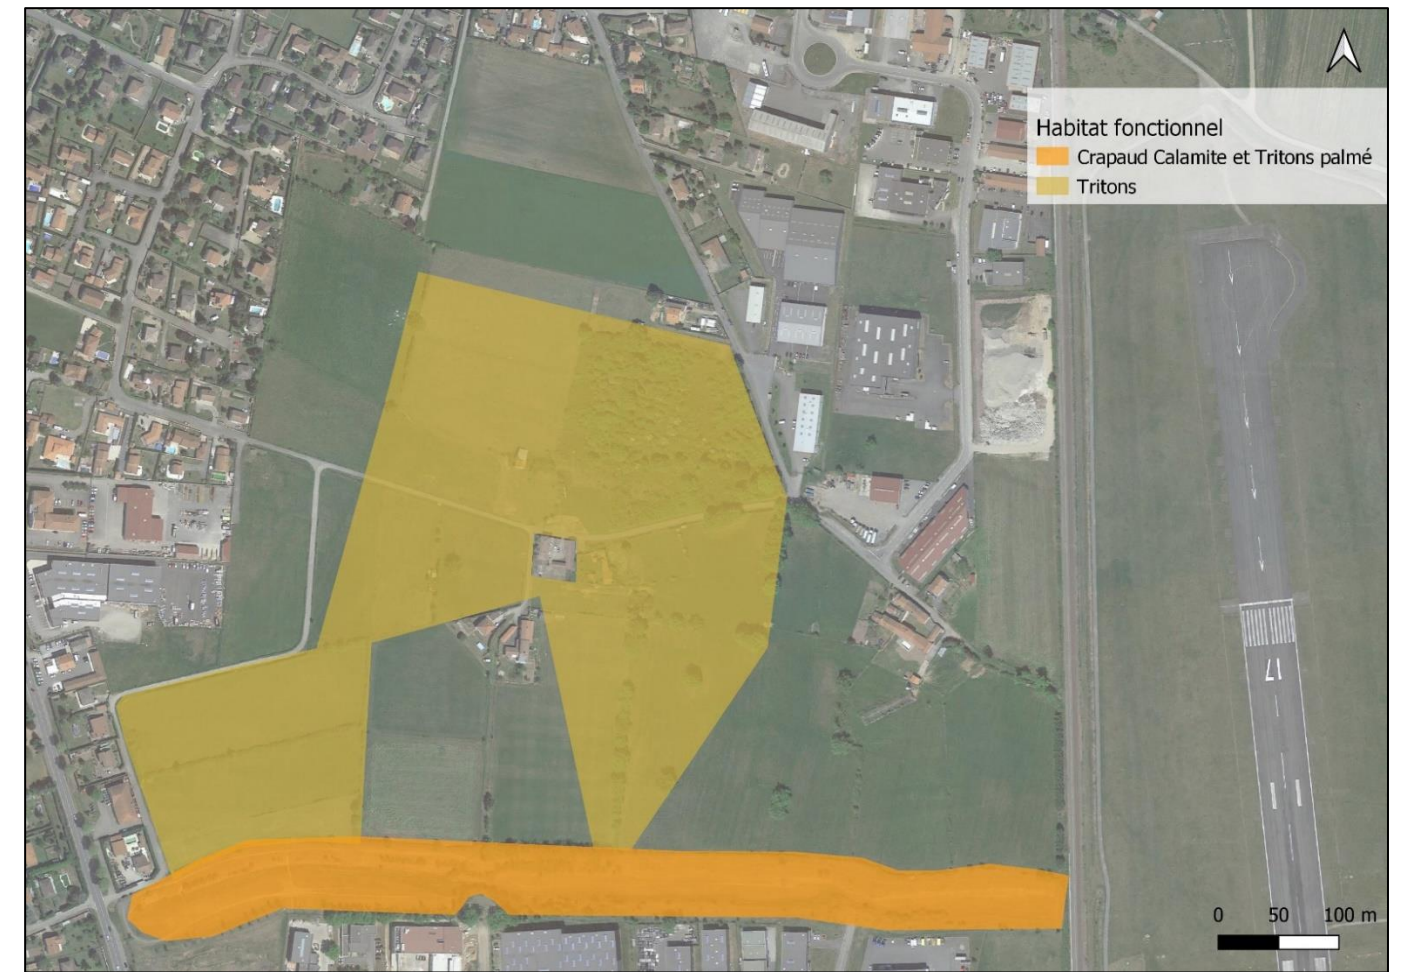 Habitat fonctionnel
Crapaud Calamite et Tritons palmé
Tritons
0 50 100 m
17